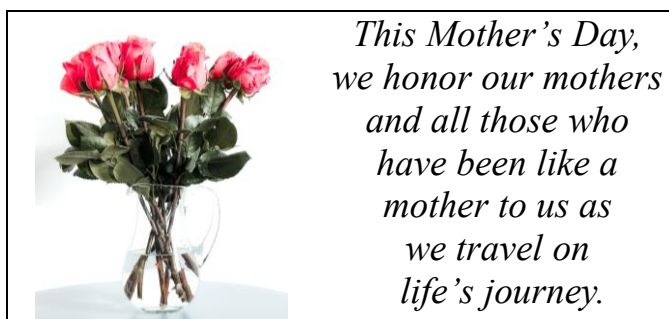 This Mother’s Day,
we honor our mothers
and all those who
have been like a
mother to us as
we travel on
life’s journey.